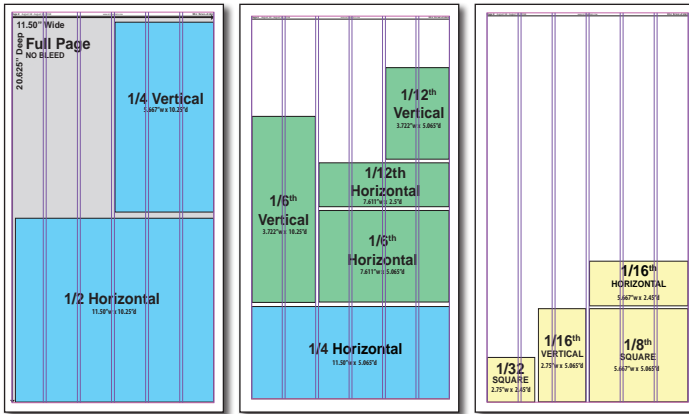 11.50" Wide
20.625" Deep
Full Page
NO BLEED
1/4 Vertical
5.667"w x 10.25"d
1/2 Horizontal
11.50"w x 10.25"d
1/12th
Vertical
3.722"w x 5.065"d
1/12th
Horizontal
7.611"w x 2.5"d
1/6th
Vertical
3.722"w x 10.25"d
1/6th
Horizontal
7.611"w x 5.065"d
1/4 Horizontal
11.50"w x 5.065"d
1/16th
HORIZONTAL
5.667"w x 2.45"d
1/16th
VERTICAL
2.75"w x 5.065"d
1/8th
SQUARE
5.667"w x 5.065"d
1/32
SQUARE
2.75"w x 2.45"d